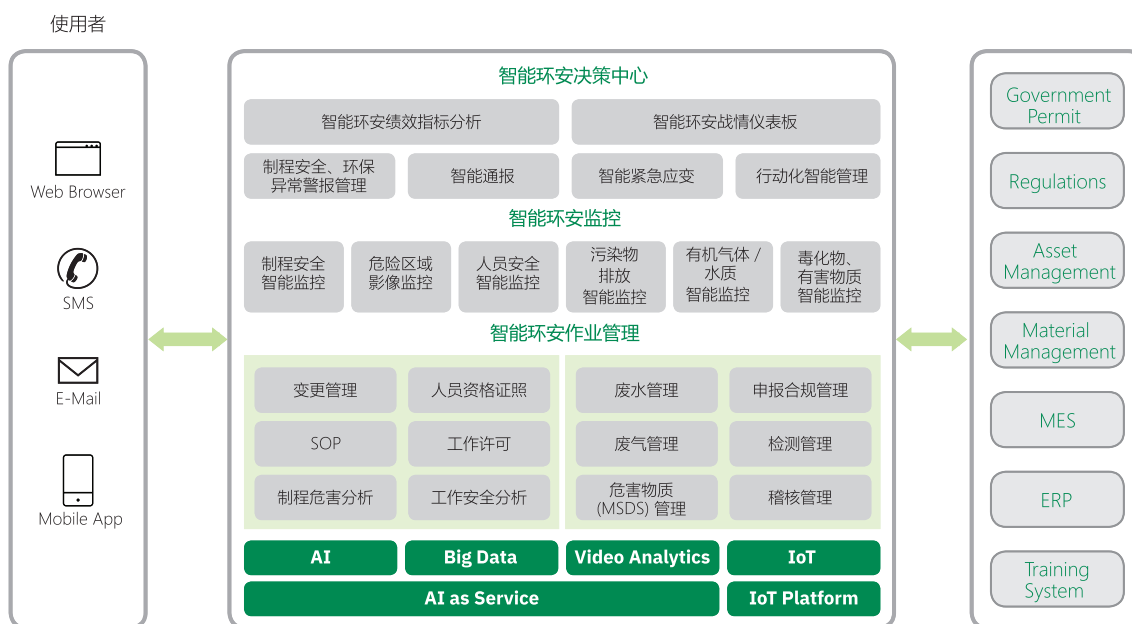 使用者
Web Browser
SMS
E-Mail
Mobile App
智能环安决策中心
智能环安绩效指标分析
智能环安战情仪表板
制程安全、环保
异常警报管理
智能通报
智能紧急应变
行动化智能管理
智能环安监控
制程安全
智能监控
危险区域
影像监控
人员安全
智能监控
污染物
排放
智能监控
有机气体 /
水质
智能监控
毒化物、
有害物质
智能监控
智能环安作业管理
变更管理
人员资格证照
废水管理
申报合规管理
SOP
工作许可
废气管理
检测管理
制程危害分析
工作安全分析
危害物质
(MSDS) 管理
稽核管理
AI
Big Data
Video Analytics
IoT
AI as Service
IoT Platform
Government
Permit
Regulations
Asset
Management
Material
Management
MES
ERP
Training
System